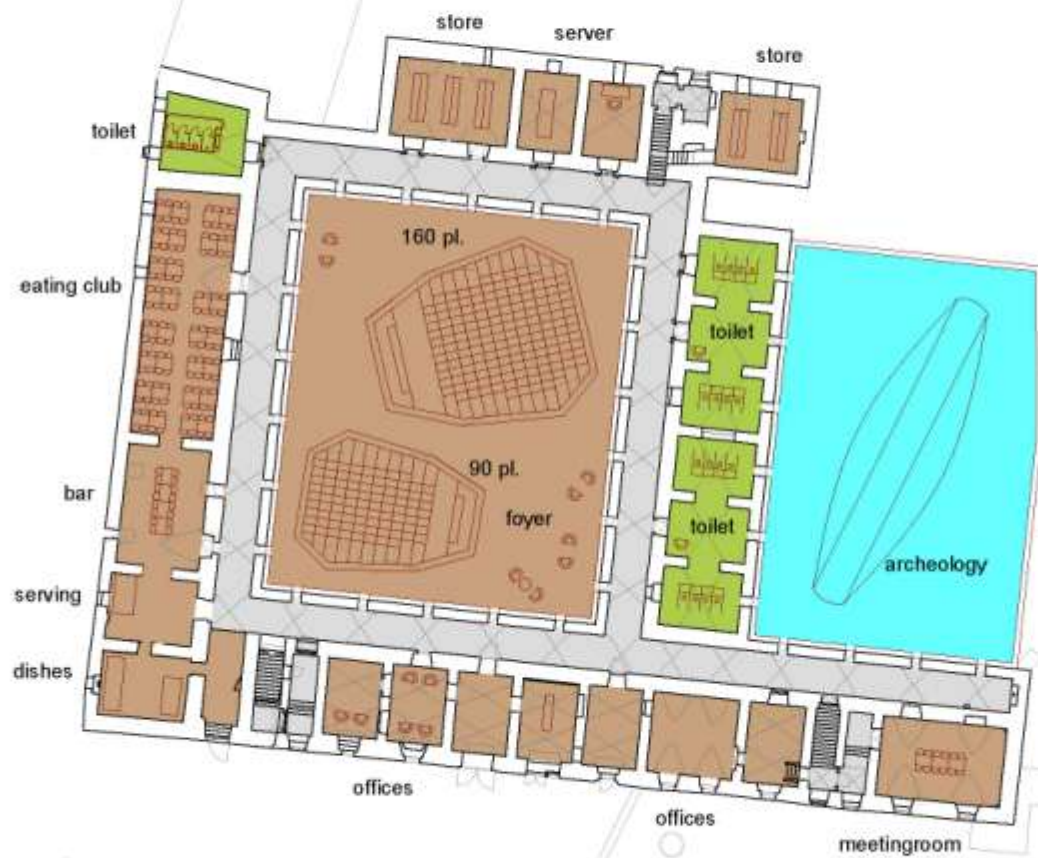 store
server
store
toilet
160 pl.
eating club
toilet
90 pl.
bar
foyer
toilet
archeology
serving
dishes
offices
offices
meetingroom